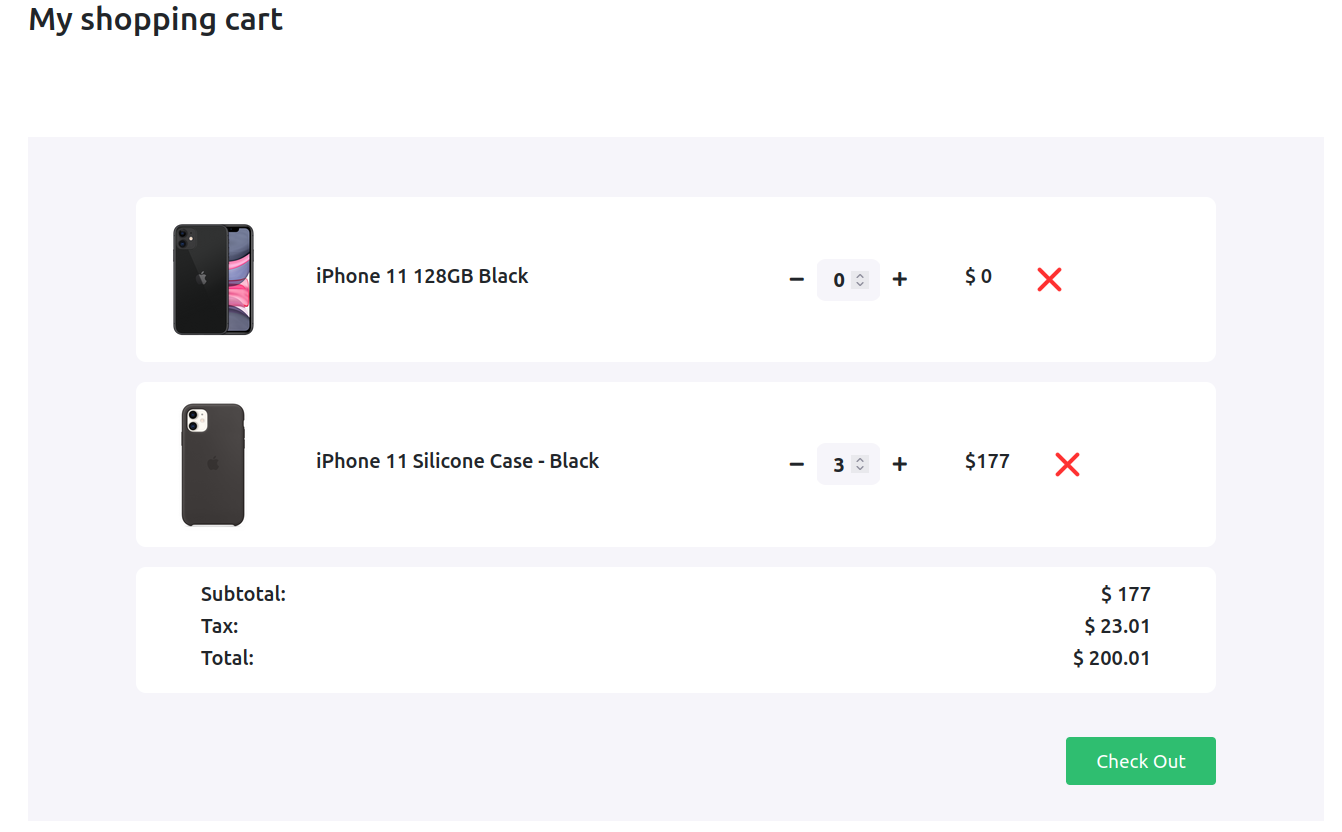 My shopping cart
iPhone 11 128GB Black
− 0 + $ 0
iPhone 11 Silicone Case - Black
− 3 + $177
Subtotal: $ 177
Tax: $ 23.01
Total: $ 200.01
Check Out